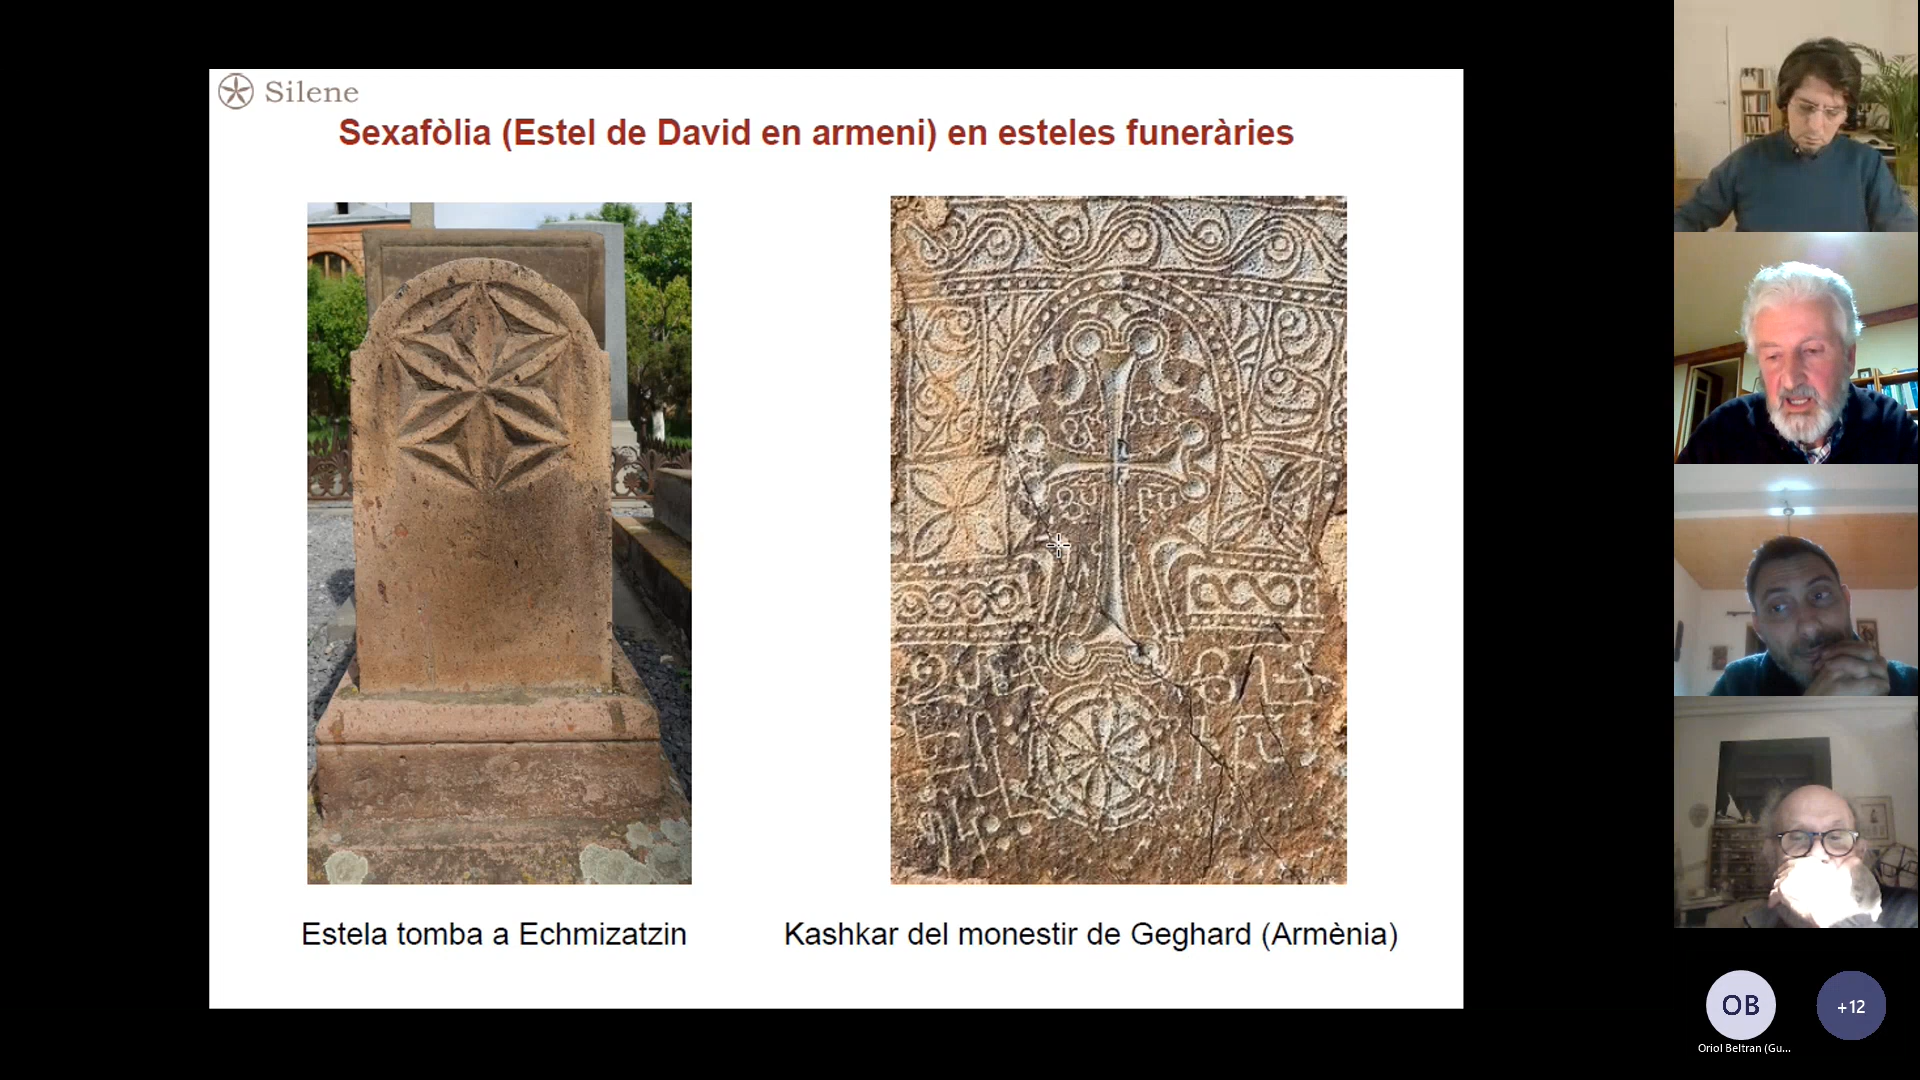 Silene
Sexafòlia (Estel de David en armeni) en esteles funeràries
Estela tomba a Echmizatzin
Kashkar del monestir de Geghard (Armènia)
OB
+12
Oriol Beltran (Gu...